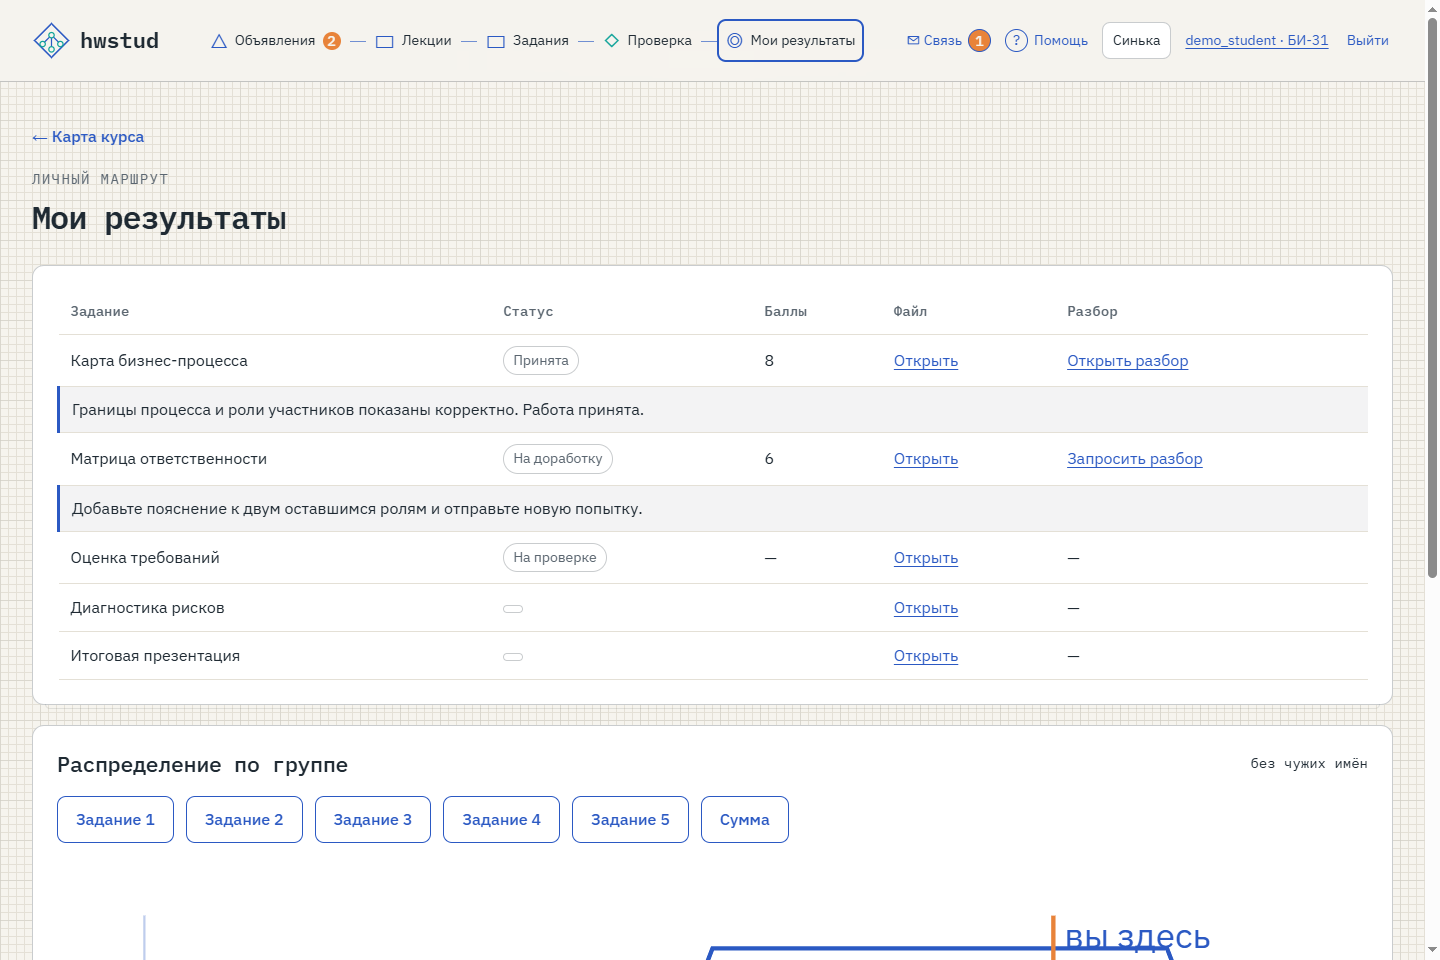 hwstud
Объявления 2 Лекции Задания Проверка Мои результаты Связь 1 ? Помощь Синька demo_student · БИ-31 Выйти
← Карта курса
ЛИЧНЫЙ МАРШРУТ
Мои результаты
Задание Статус Баллы Файл Разбор
Карта бизнес-процесса Принята 8 Открыть Открыть разбор
Границы процесса и роли участников показаны корректно. Работа принята.
Матрица ответственности На доработку 6 Открыть Запросить разбор
Добавьте пояснение к двум оставшимся ролям и отправьте новую попытку.
Оценка требований На проверке — Открыть —
Диагностика рисков Открыть —
Итоговая презентация Открыть —
Распределение по группе
без чужих имён
Задание 1 Задание 2 Задание 3 Задание 4 Задание 5 Сумма
вы здесь